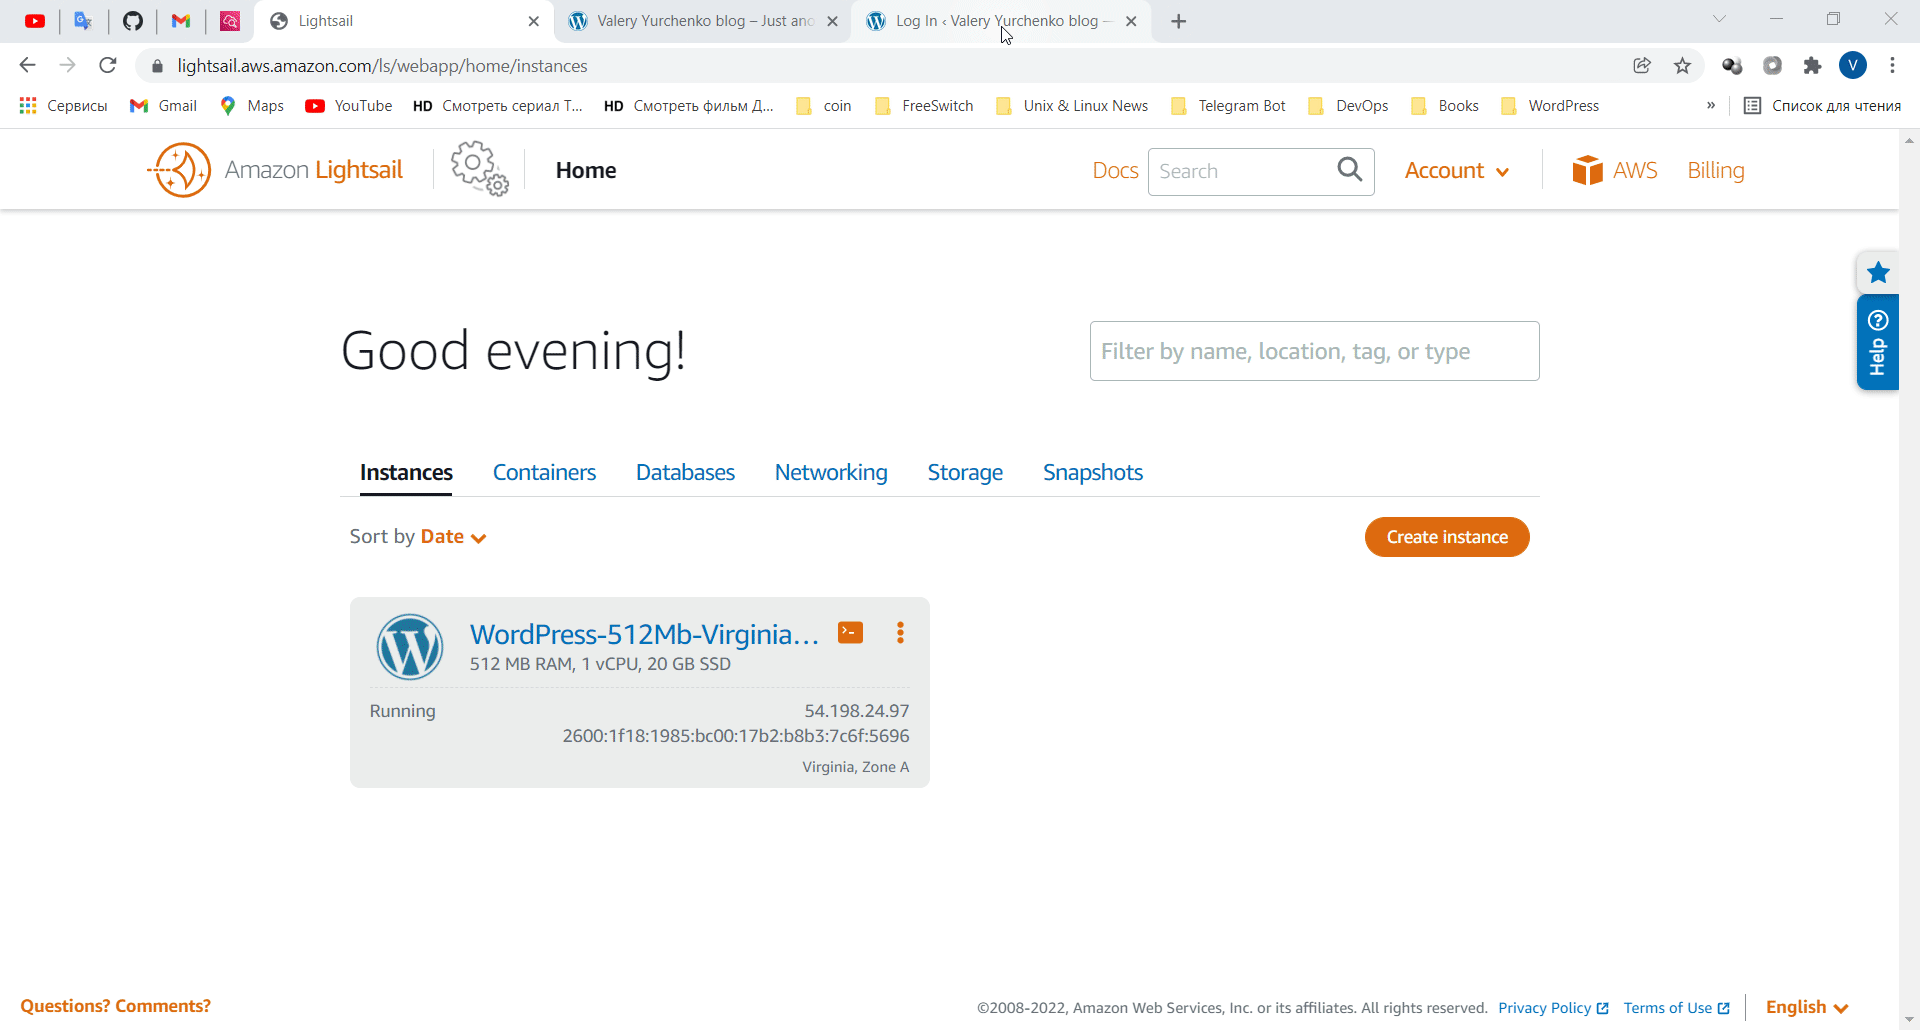 Lightsail
Valery Yurchenko blog – Just ano
Log In ‹ Valery Yurchenko blog —
lightsail.aws.amazon.com/ls/webapp/home/instances
V
Сервисы
Gmail
Maps
YouTube
HD Смотреть сериал Т...
HD Смотреть фильм Д...
coin
FreeSwitch
Unix & Linux News
Telegram Bot
DevOps
Books
WordPress
»
Список для чтения
Amazon Lightsail
Home
Docs
Search
Account
AWS
Billing
Good evening!
Filter by name, location, tag, or type
Help
Instances
Containers
Databases
Networking
Storage
Snapshots
Sort by Date
Create instance
WordPress-512Mb-Virginia...
512 MB RAM, 1 vCPU, 20 GB SSD
Running
54.198.24.97
2600:1f18:1985:bc00:17b2:b8b3:7c6f:5696
Virginia, Zone A
Questions? Comments?
©2008-2022, Amazon Web Services, Inc. or its affiliates. All rights reserved.
Privacy Policy
Terms of Use
English